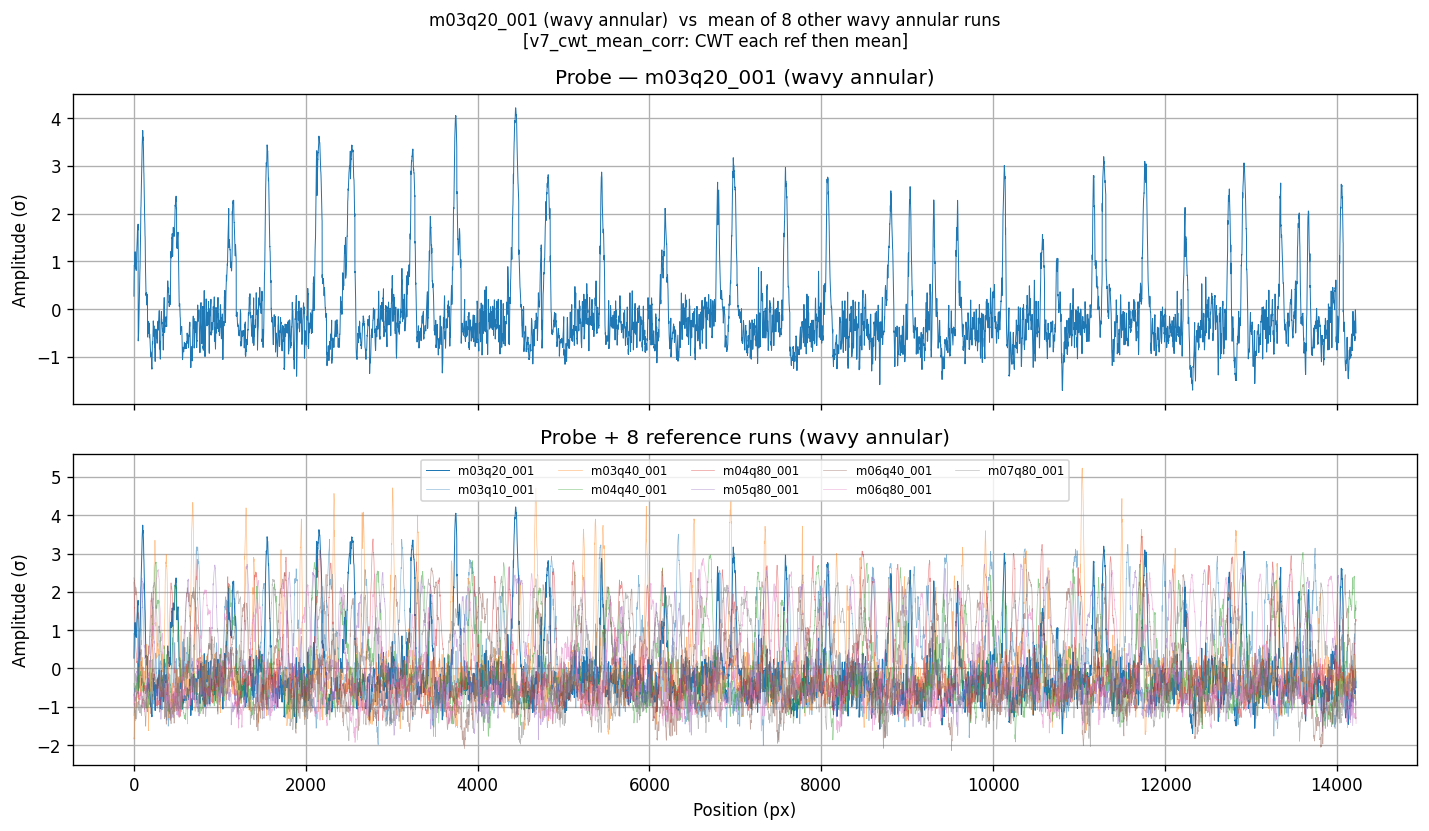 m03q20_001 (wavy annular)  vs  mean of 8 other wavy annular runs
[v7_cwt_mean_corr: CWT each ref then mean]
Probe — m03q20_001 (wavy annular)
Amplitude (σ)
4
3
2
1
0
−1
Probe + 8 reference runs (wavy annular)
m03q20_001 m03q40_001 m04q80_001 m06q40_001 m07q80_001
m03q10_001 m04q40_001 m05q80_001 m06q80_001
Amplitude (σ)
5
4
3
2
1
0
−1
−2
0 2000 4000 6000 8000 10000 12000 14000
Position (px)